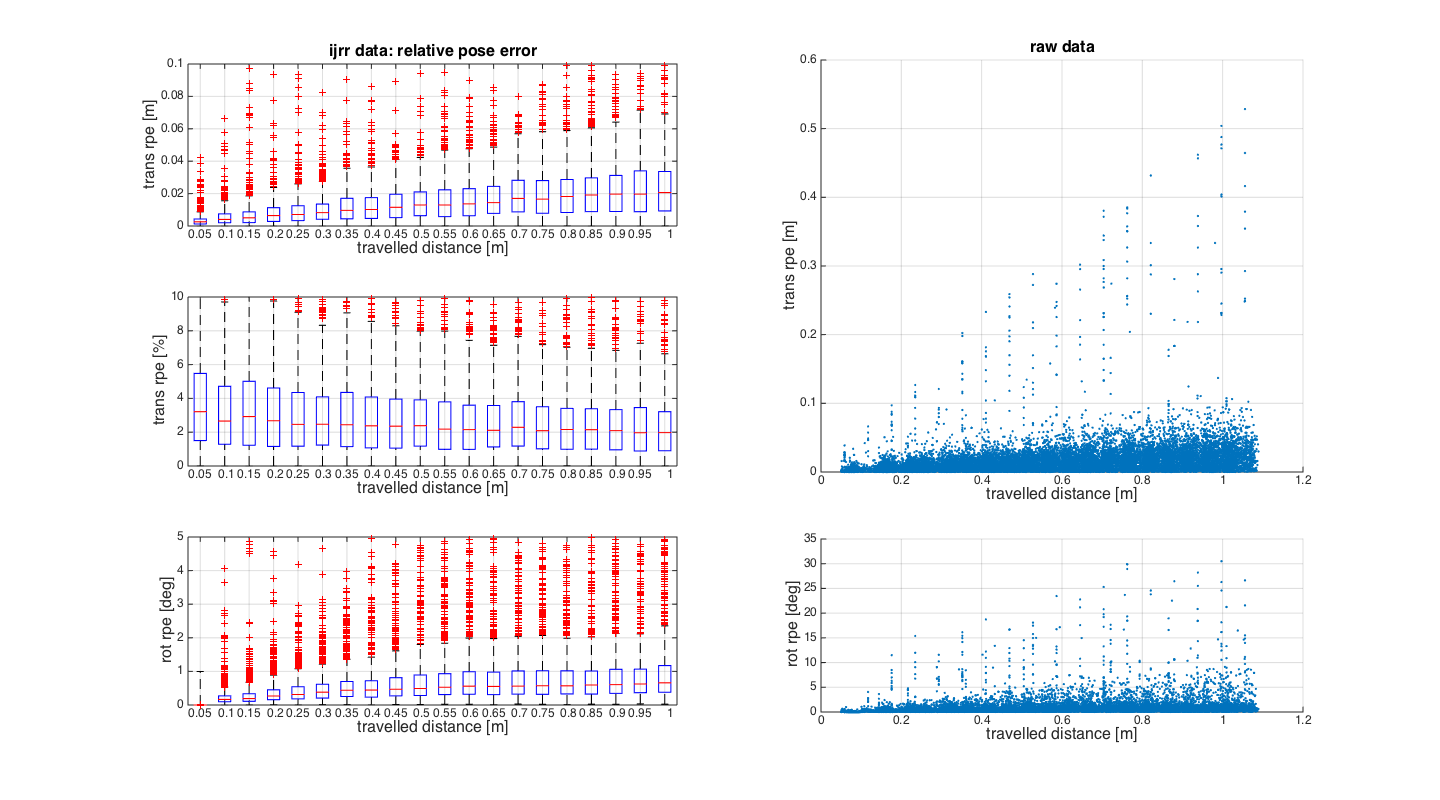 ijrr data: relative pose error
0.1
0.08
0.06
0.04
0.02
0
trans rpe [m]
0.05 0.1 0.15 0.2 0.25 0.3 0.35 0.4 0.45 0.5 0.55 0.6 0.65 0.7 0.75 0.8 0.85 0.9 0.95 1
travelled distance [m]
10
8
6
4
2
0
trans rpe [%]
0.05 0.1 0.15 0.2 0.25 0.3 0.35 0.4 0.45 0.5 0.55 0.6 0.65 0.7 0.75 0.8 0.85 0.9 0.95 1
travelled distance [m]
5
4
3
2
1
0
rot rpe [deg]
0.05 0.1 0.15 0.2 0.25 0.3 0.35 0.4 0.45 0.5 0.55 0.6 0.65 0.7 0.75 0.8 0.85 0.9 0.95 1
travelled distance [m]
raw data
0.6
0.5
0.4
0.3
0.2
0.1
0
trans rpe [m]
0 0.2 0.4 0.6 0.8 1 1.2
travelled distance [m]
35
30
25
20
15
10
5
0
rot rpe [deg]
0 0.2 0.4 0.6 0.8 1 1.2
travelled distance [m]